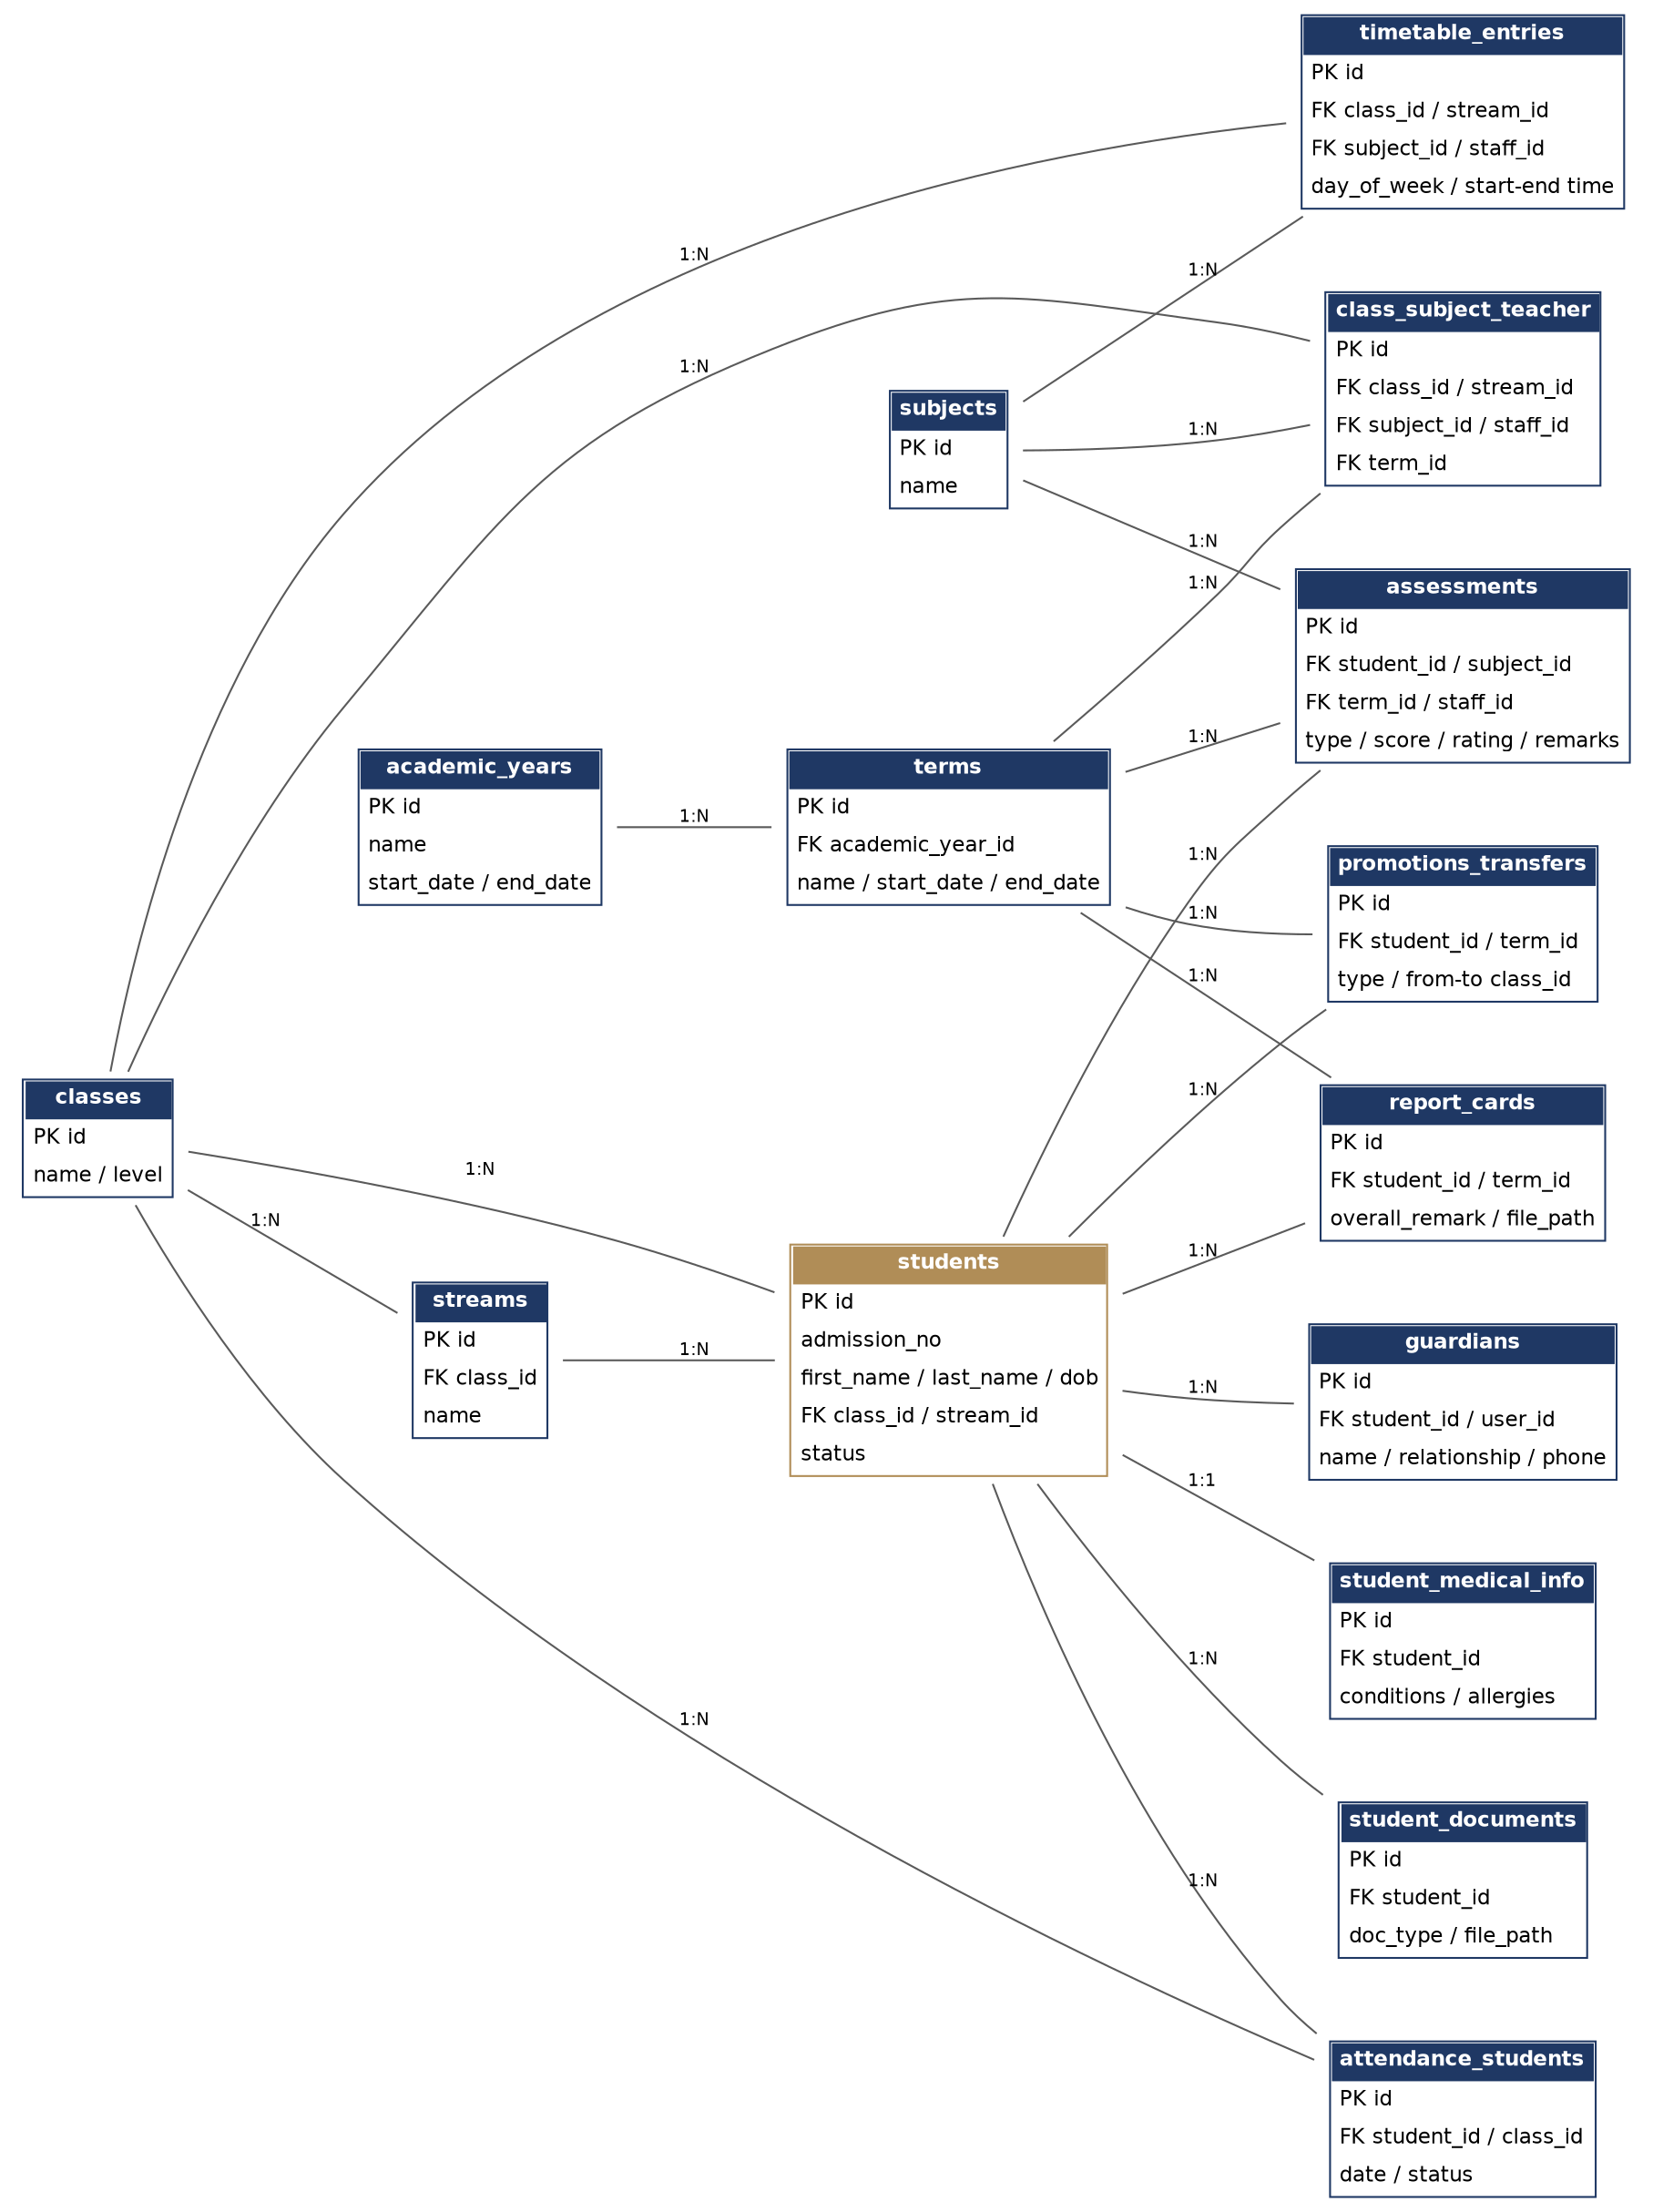 timetable_entries
PK id
FK class_id / stream_id
FK subject_id / staff_id
day_of_week / start-end time
1:N
1:N
class_subject_teacher
PK id
FK class_id / stream_id
FK subject_id / staff_id
FK term_id
1:N
subjects
PK id
name
1:N
1:N
1:N
assessments
PK id
FK student_id / subject_id
FK term_id / staff_id
type / score / rating / remarks
academic_years
PK id
name
start_date / end_date
1:N
terms
PK id
FK academic_year_id
name / start_date / end_date
1:N
1:N
1:N
1:N
promotions_transfers
PK id
FK student_id / term_id
type / from-to class_id
classes
PK id
name / level
1:N
1:N
1:N
report_cards
PK id
FK student_id / term_id
overall_remark / file_path
1:N
streams
PK id
FK class_id
name
1:N
students
PK id
admission_no
first_name / last_name / dob
FK class_id / stream_id
status
1:N
1:N
guardians
PK id
FK student_id / user_id
name / relationship / phone
1:1
student_medical_info
PK id
FK student_id
conditions / allergies
1:N
1:N
student_documents
PK id
FK student_id
doc_type / file_path
1:N
attendance_students
PK id
FK student_id / class_id
date / status